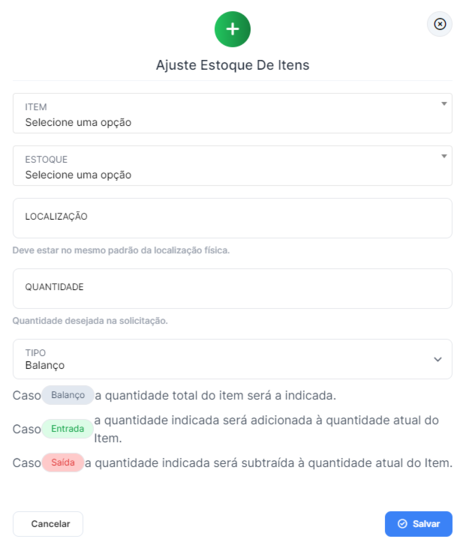 Ajuste Estoque De Itens
ITEM
Selecione uma opção
ESTOQUE
Selecione uma opção
LOCALIZAÇÃO
Deve estar no mesmo padrão da localização física.
QUANTIDADE
Quantidade desejada na solicitação.
TIPO
Balanço
Caso Balanço a quantidade total do item será a indicada.
Caso Entrada a quantidade indicada será adicionada à quantidade atual do
Item.
Caso Saída a quantidade indicada será subtraída à quantidade atual do Item.
Cancelar
Salvar